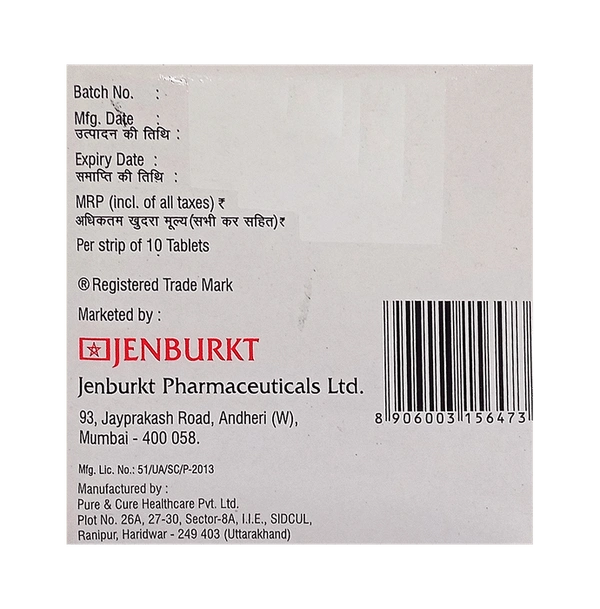 Batch No. :
Mfg. Date :
उत्पादन की तिथि :
Expiry Date :
समाप्ति की तिथि :
MRP (incl. of all taxes) ₹
अधिकतम खुदरा मूल्य(सभी कर सहित)₹
Per strip of 10 Tablets
® Registered Trade Mark
Marketed by :
JENBURKT
Jenburkt Pharmaceuticals Ltd.
93, Jayprakash Road, Andheri (W),
Mumbai - 400 058.
8 906003 156473
Mfg. Lic. No.: 51/UA/SC/P-2013
Manufactured by :
Pure & Cure Healthcare Pvt. Ltd.
Plot No. 26A, 27-30, Sector-8A, I.I.E., SIDCUL,
Ranipur, Haridwar - 249 403 (Uttarakhand)